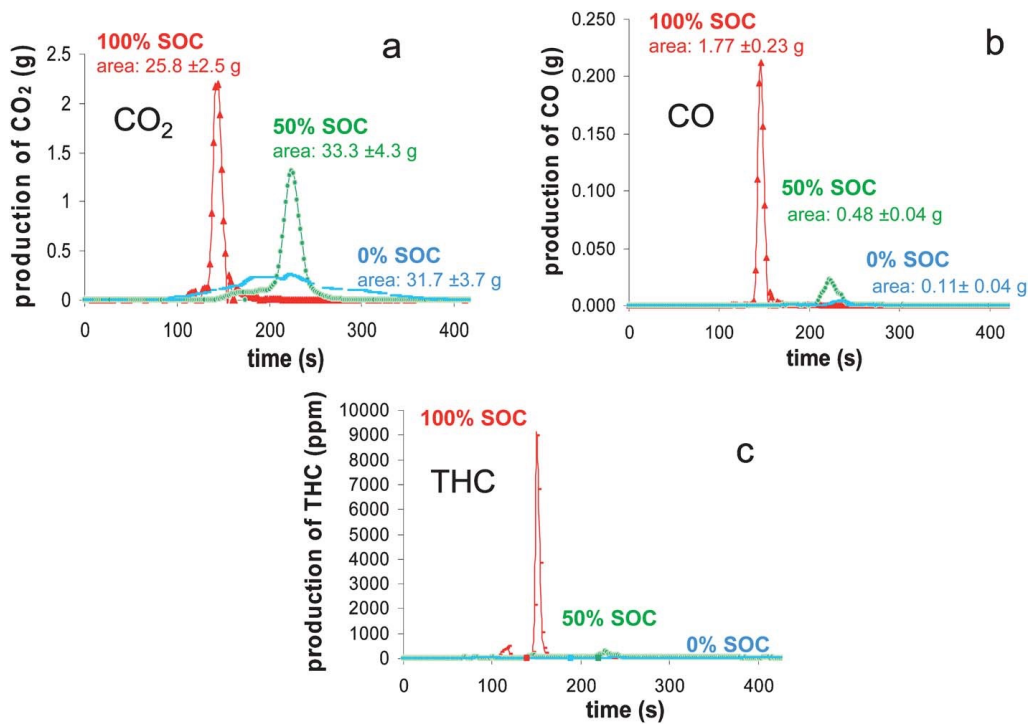 a
100% SOC
area: 25.8 ±2.5 g
CO2
50% SOC
area: 33.3 ±4.3 g
0% SOC
area: 31.7 ±3.7 g
production of CO2 (g)
2.5
2
1.5
1
0.5
0
0 100 200 300 400
time (s)
b
100% SOC
area: 1.77 ±0.23 g
CO
50% SOC
area: 0.48 ±0.04 g
0% SOC
area: 0.11± 0.04 g
production of CO (g)
0.250
0.200
0.150
0.100
0.050
0.000
0 100 200 300 400
time (s)
c
100% SOC
THC
50% SOC
0% SOC
production of THC (ppm)
10000
9000
8000
7000
6000
5000
4000
3000
2000
1000
0
0 100 200 300 400
time (s)